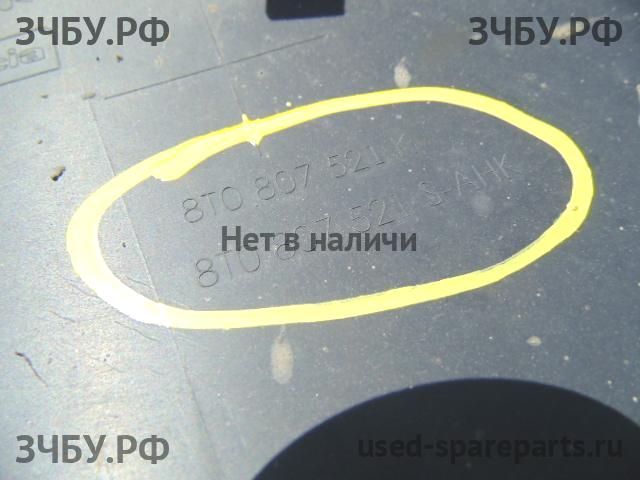 ЗЧБУ.РФ ЗЧБУ.РФ
8T0 807 521 K
8T0 807 521 S-AHK
Нет в наличи
ЗЧБУ.РФ used-spareparts.ru